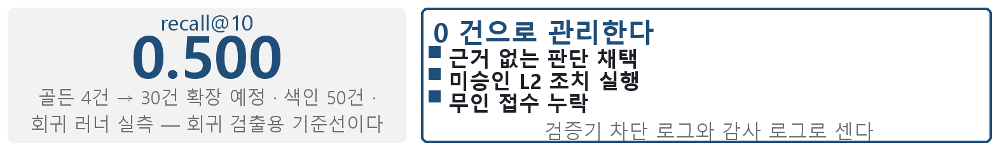 recall@10
0.500
골든 4건 → 30건 확장 예정 · 색인 50건 ·
회귀 러너 실측 — 회귀 검출용 기준선이다
0 건으로 관리한다
■ 근거 없는 판단 채택
■ 미승인 L2 조치 실행
■ 무인 접수 누락
검증기 차단 로그와 감사 로그로 센다